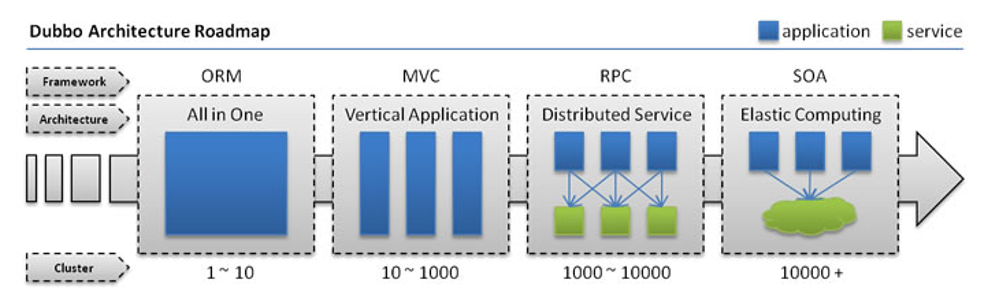 Dubbo Architecture Roadmap
application
service
Framework
ORM
MVC
RPC
SOA
Architecture
All in One
Vertical Application
Distributed Service
Elastic Computing
Cluster
1 ~ 10
10 ~ 1000
1000 ~ 10000
10000 +